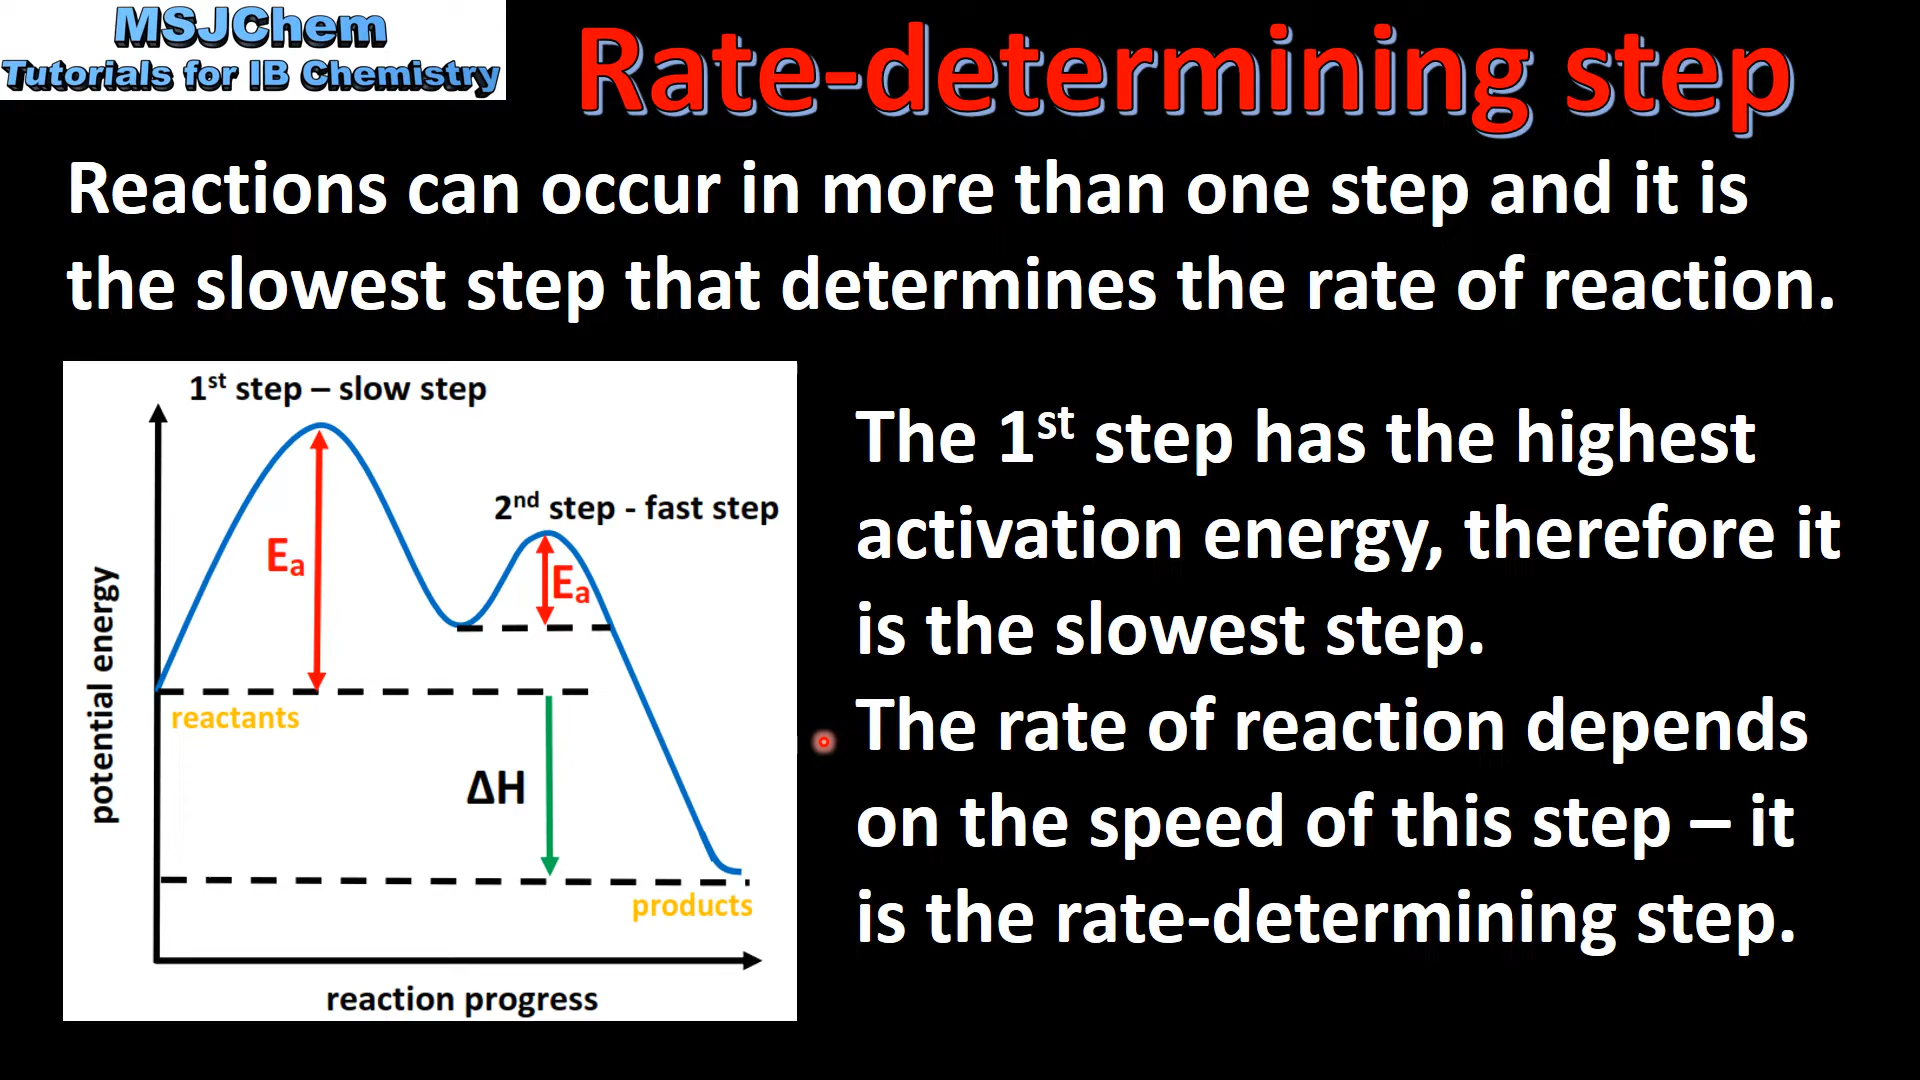 MSJChem
Tutorials for IB Chemistry
Rate-determining step
Reactions can occur in more than one step and it is
the slowest step that determines the rate of reaction.
1st step – slow step
2nd step - fast step
Ea
Ea
potential energy
reactants
ΔH
products
reaction progress
The 1st step has the highest
activation energy, therefore it
is the slowest step.
The rate of reaction depends
on the speed of this step – it
is the rate-determining step.